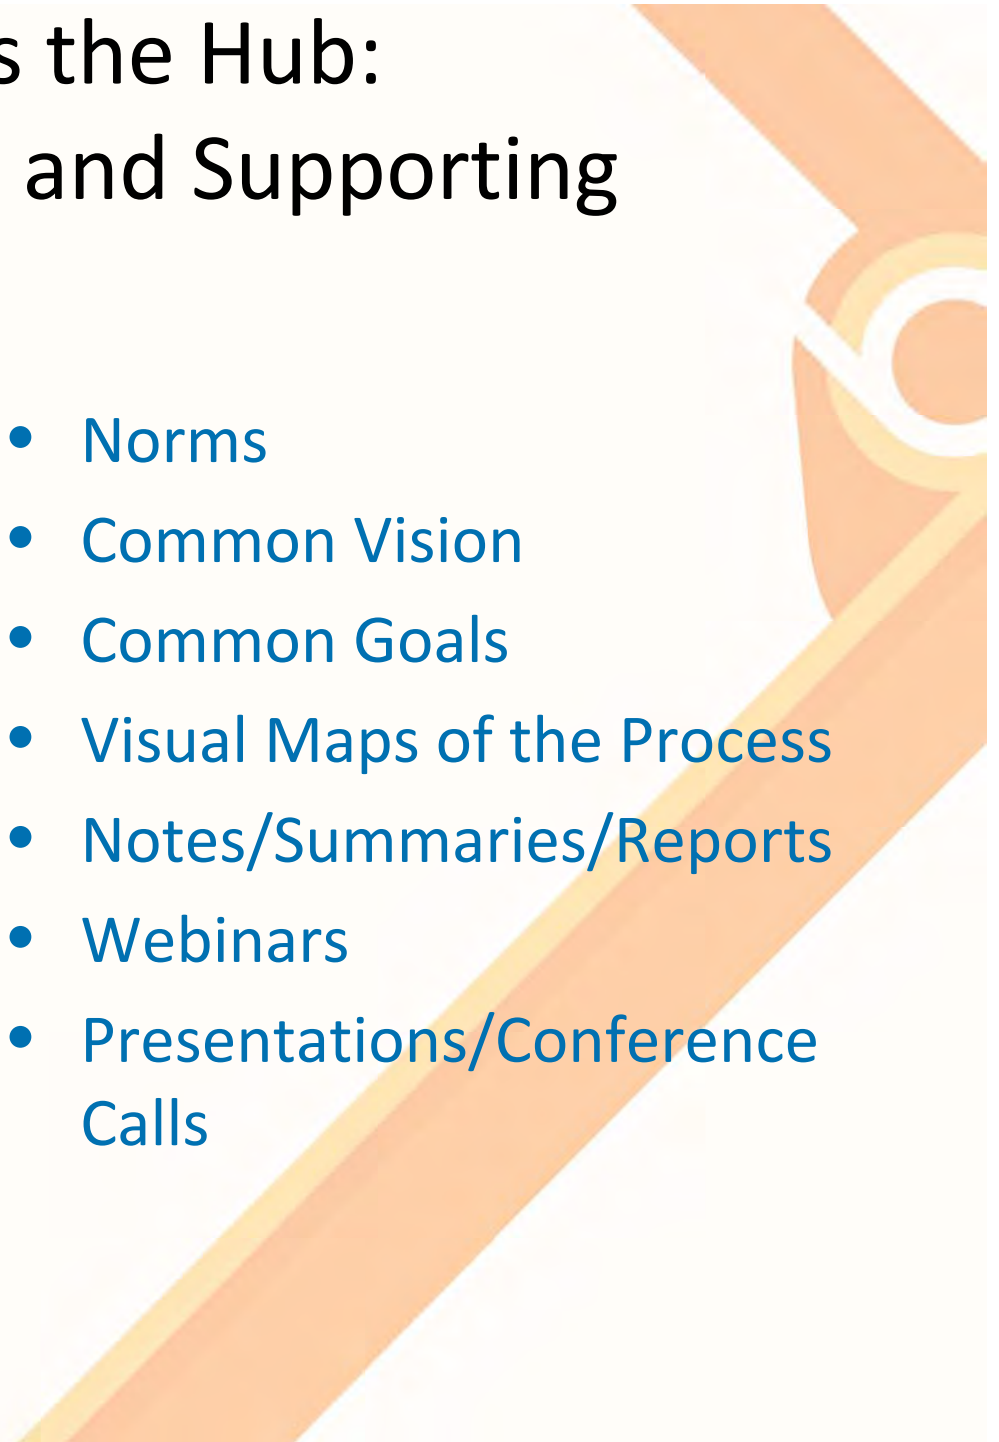 s the Hub:
and Supporting
• Norms
• Common Vision
• Common Goals
• Visual Maps of the Process
• Notes/Summaries/Reports
• Webinars
• Presentations/Conference
Calls